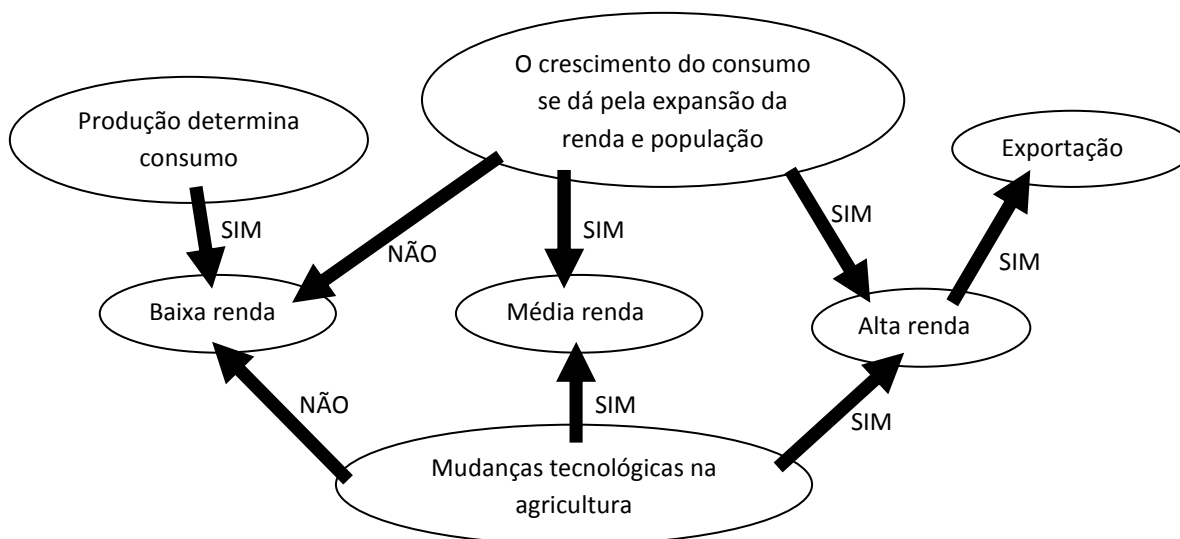 O crescimento do consumo
se dá pela expansão da
renda e população
Produção determina
consumo
Exportação
SIM
SIM
SIM
NÃO
SIM
Baixa renda
Média renda
Alta renda
NÃO
SIM
SIM
Mudanças tecnológicas na
agricultura